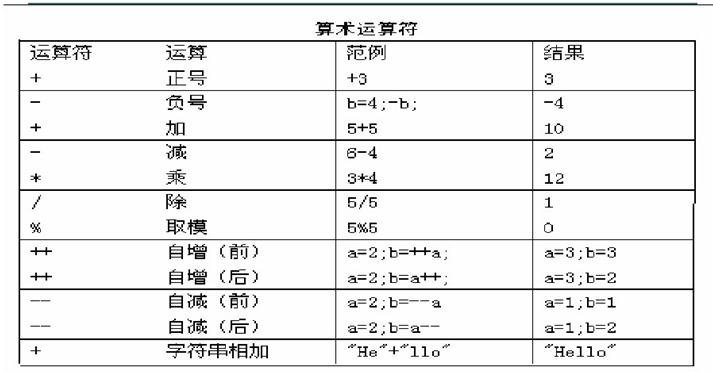 算术运算符
运算符 运算 范例 结果
+ 正号 +3 3
- 负号 b=4;-b; -4
+ 加 5+5 10
- 减 6-4 2
* 乘 3*4 12
/ 除 5/5 1
% 取模 5%5 0
++ 自增(前) a=2;b=++a; a=3;b=3
++ 自增(后) a=2;b=a++; a=3;b=2
-- 自减(前) a=2;b=--a a=1;b=1
-- 自减(后) a=2;b=a-- a=1;b=2
+ 字符串相加 "He"+"llo" "Hello"